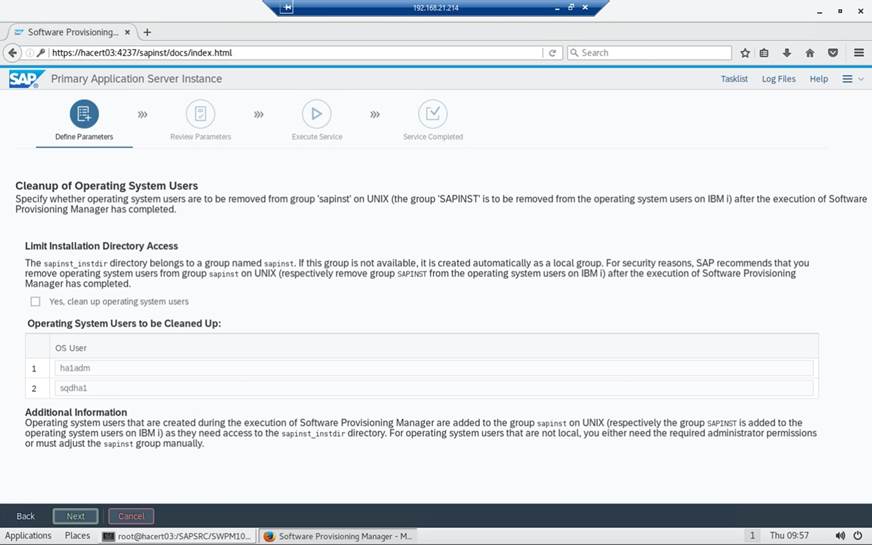 192.168.21.214
Software Provisioning...
https://hacert03:4237/sapinst/docs/index.html
Search
SAP Primary Application Server Instance
Tasklist Log Files Help
Define Parameters Review Parameters Execute Service Service Completed
Cleanup of Operating System Users
Specify whether operating system users are to be removed from group 'sapinst' on UNIX (the group 'SAPINST' is to be removed from the operating system users on IBM i) after the execution of Software
Provisioning Manager has completed.
Limit Installation Directory Access
The sapinst_instdir directory belongs to a group named sapinst. If this group is not available, it is created automatically as a local group. For security reasons, SAP recommends that you
remove operating system users from group sapinst on UNIX (respectively remove group SAPINST from the operating system users on IBM i) after the execution of Software Provisioning
Manager has completed.
Yes, clean up operating system users
Operating System Users to be Cleaned Up:
OS User
1 ha1adm
2 sqdha1
Additional Information
Operating system users that are created during the execution of Software Provisioning Manager are added to the group sapinst on UNIX (respectively the group SAPINST is added to the
operating system users on IBM i) as they need access to the sapinst_instdir directory. For operating system users that are not local, you either need the required administrator permissions
or must adjust the sapinst group manually.
Back Next Cancel
Applications Places root@hacert03:/SAPSRC/SWPM10... Software Provisioning Manager - M... 1 Thu 09:57